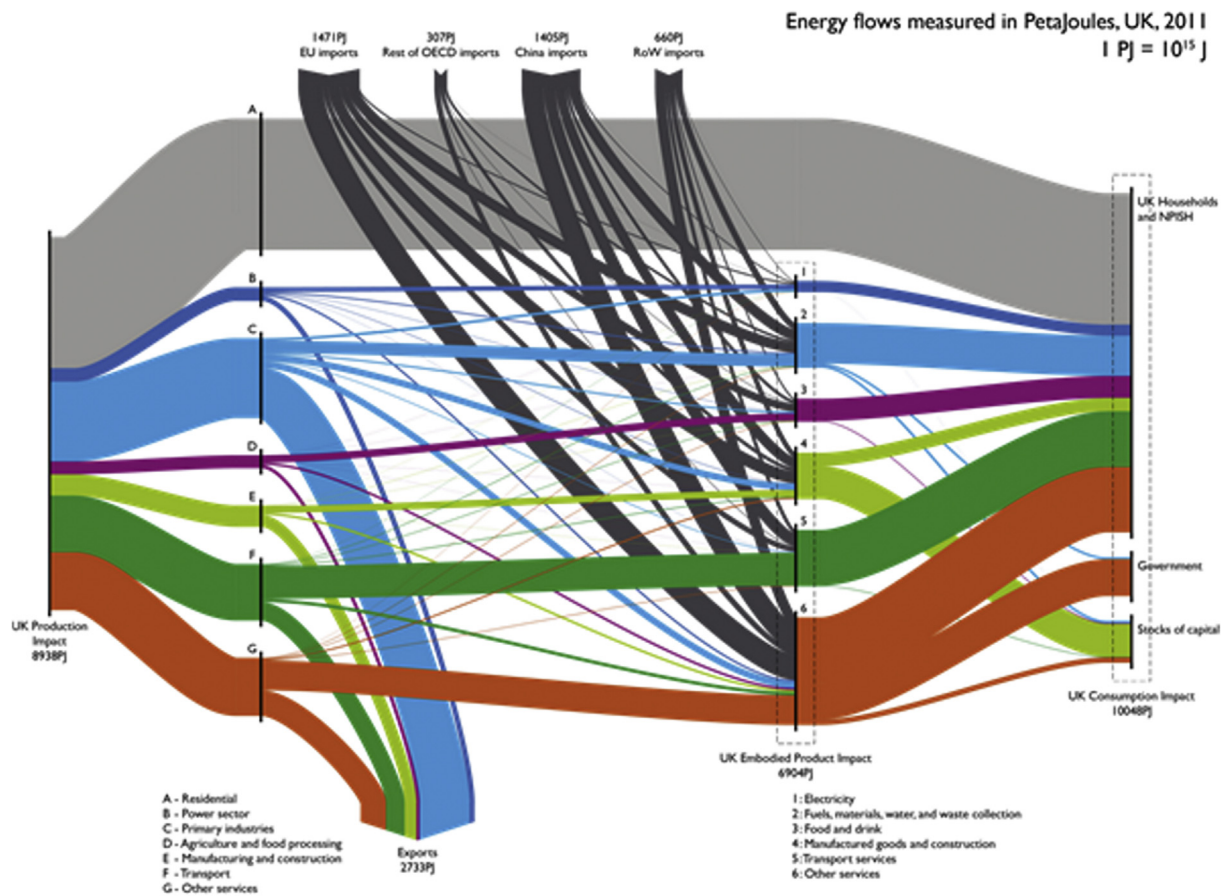 Energy flows measured in PetaJoules, UK, 2011
1 PJ = 10¹⁵ J
1471PJ
EU imports
307PJ
Rest of OECD imports
1405PJ
China imports
660PJ
RoW imports
A
B
C
D
E
F
G
1
2
3
4
5
6
UK Households
and NPISH
Government
Stocks of capital
UK Production
Impact
8938PJ
UK Consumption Impact
10048PJ
UK Embodied Product Impact
6904PJ
Exports
2733PJ
A - Residential
B - Power sector
C - Primary industries
D - Agriculture and food processing
E - Manufacturing and construction
F - Transport
G - Other services
1: Electricity
2: Fuels, materials, water, and waste collection
3: Food and drink
4: Manufactured goods and construction
5: Transport services
6: Other services